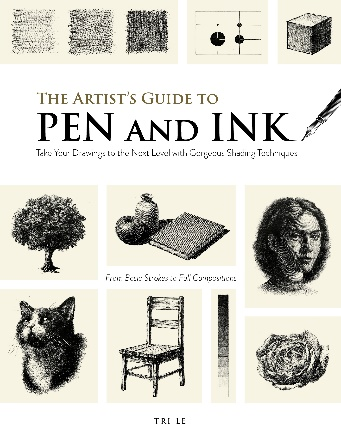 THE ARTIST'S GUIDE TO
PEN AND INK
Take Your Drawings to the Next Level with Gorgeous Shading Techniques
From Basic Strokes to Full Compositions
TRI LE